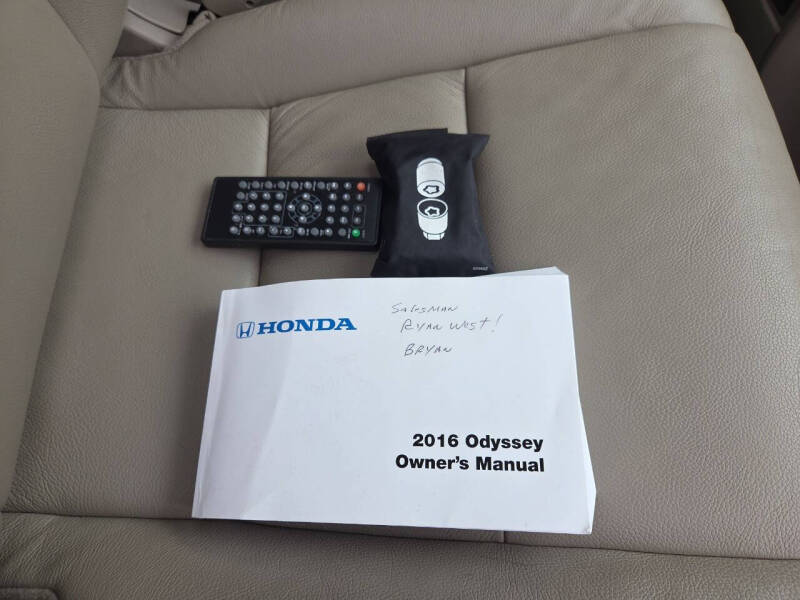 HONDA
Salesman
Ryan West!
Bryan
2016 Odyssey
Owner's Manual